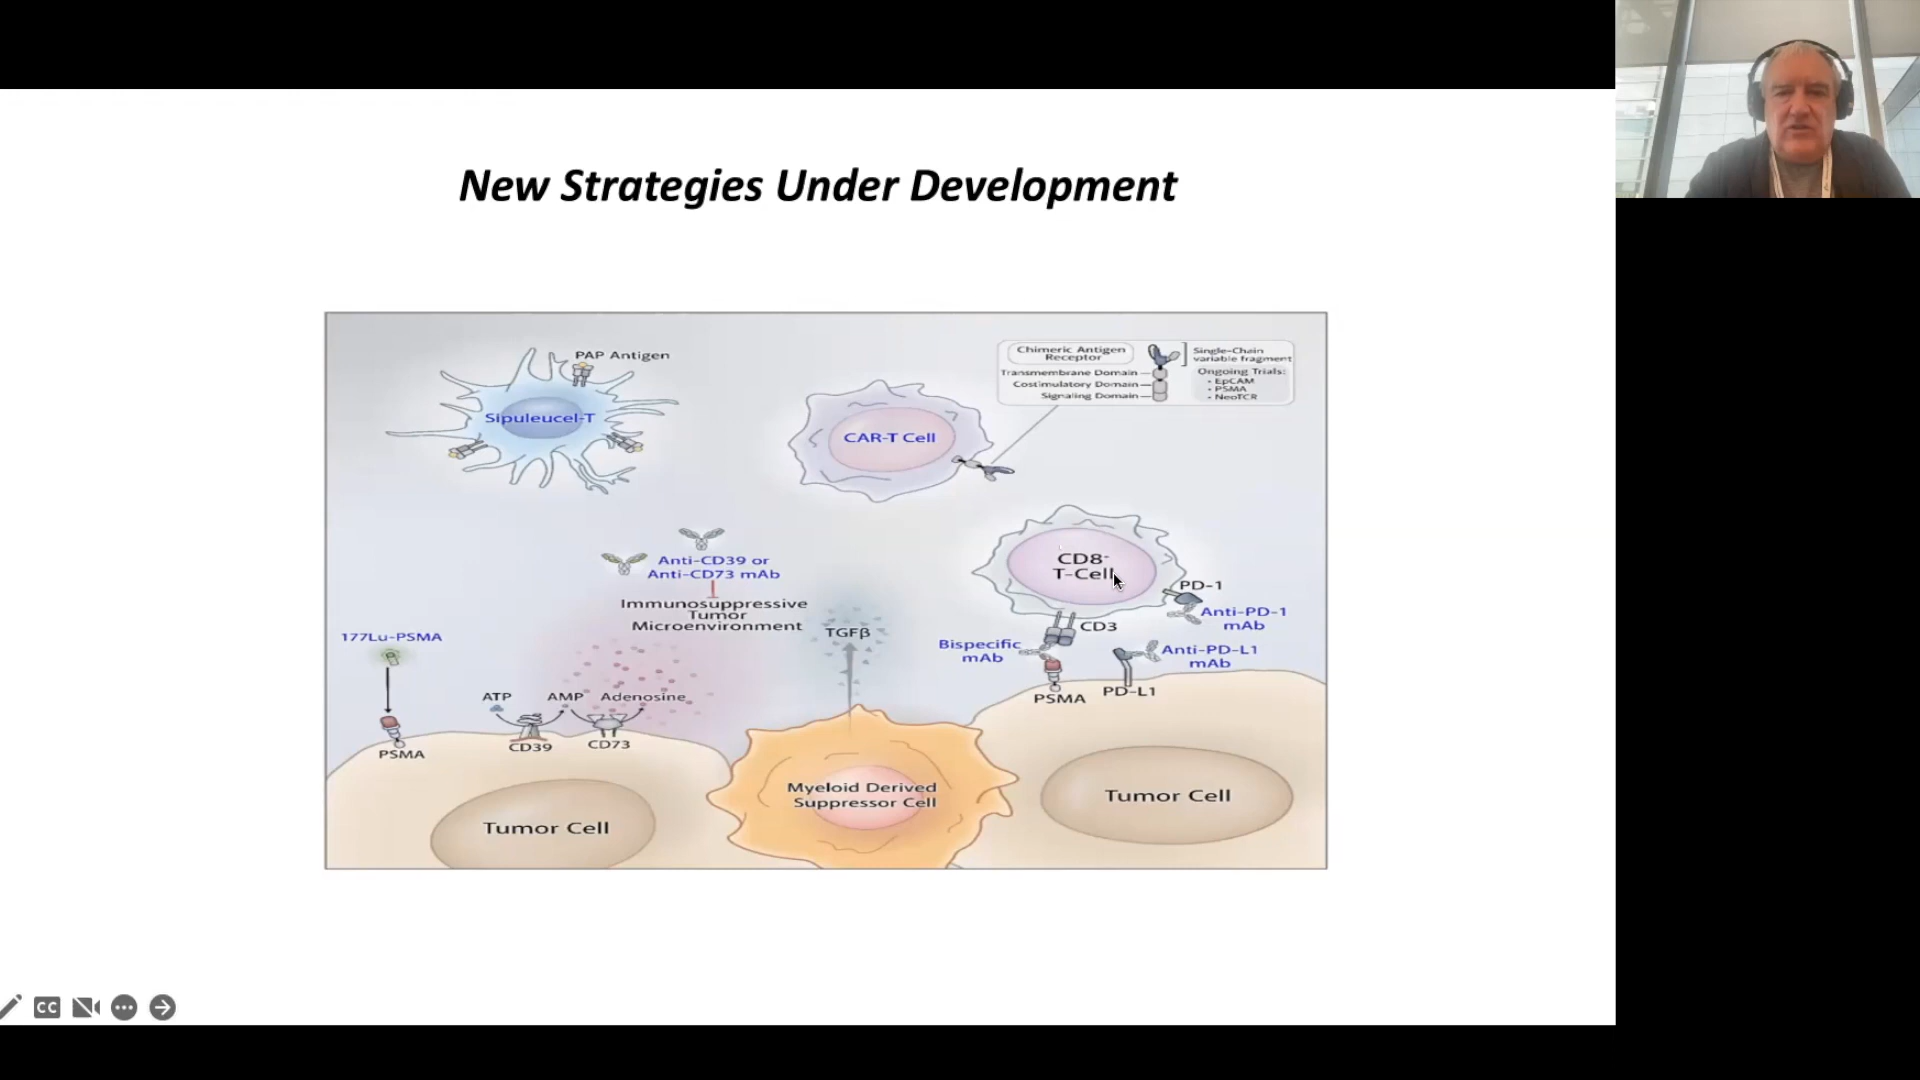 New Strategies Under Development
PAP Antigen
Sipuleucel-T
CAR-T Cell
Chimeric Antigen
Receptor
Transmembrane Domain
Costimulatory Domain
Signaling Domain
Single-Chain
variable fragment
Ongoing Trials:
• EpCAM
• PSMA
• NeoTCR
Anti-CD39 or
Anti-CD73 mAb
Immunosuppressive
Tumor
Microenvironment
TGFβ
CD8-
T-Cell
PD-1
Anti-PD-1
mAb
CD3
Bispecific
mAb
Anti-PD-L1
mAb
PSMA
PD-L1
177Lu-PSMA
ATP
AMP
Adenosine
PSMA
CD39
CD73
Tumor Cell
Myeloid Derived
Suppressor Cell
Tumor Cell
CC